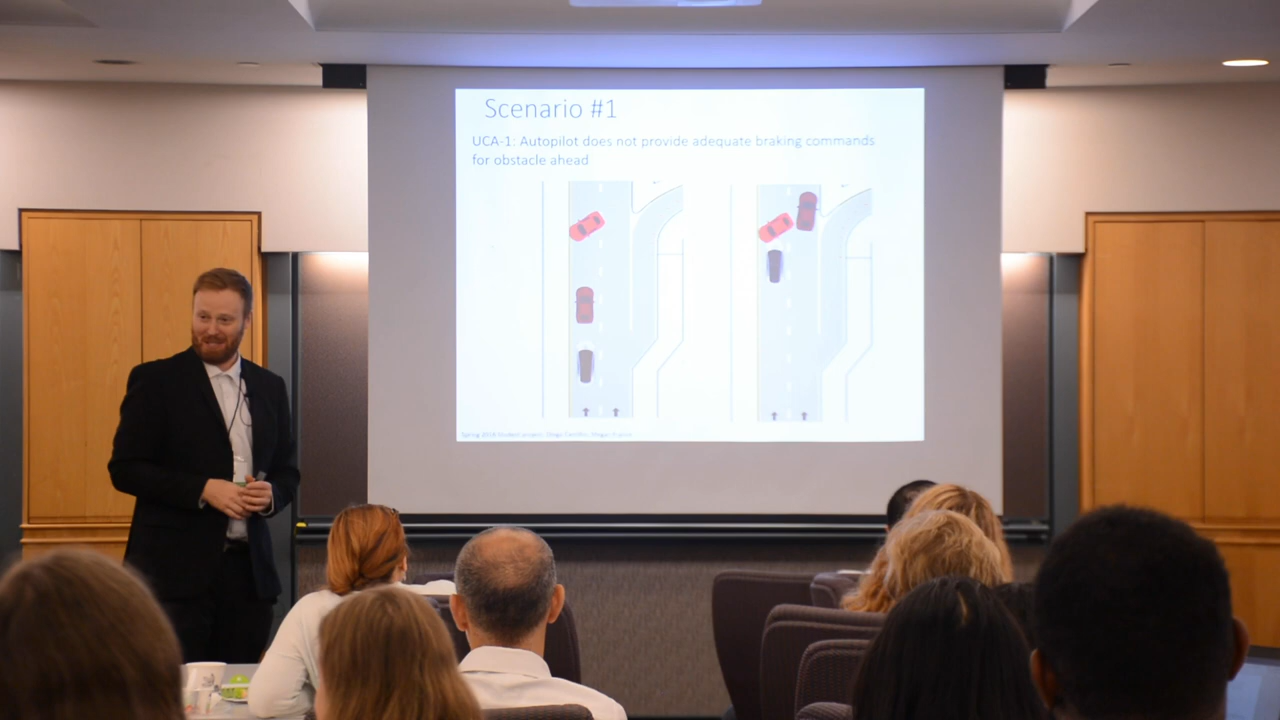 Scenario #1
UCA-1: Autopilot does not provide adequate braking commands
for obstacle ahead